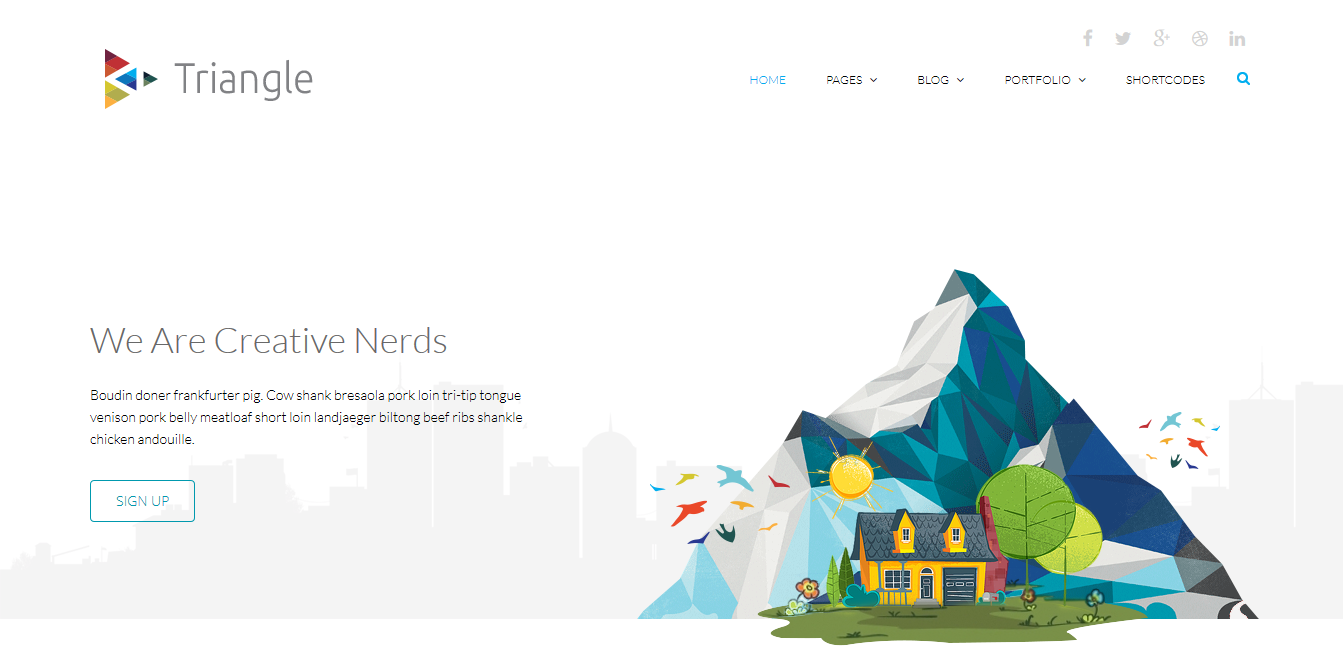 Triangle
HOME PAGES BLOG PORTFOLIO SHORTCODES
We Are Creative Nerds
Boudin doner frankfurter pig. Cow shank bresaola pork loin tri-tip tongue
venison pork belly meatloaf short loin landjaeger biltong beef ribs shankle
chicken andouille.
SIGN UP